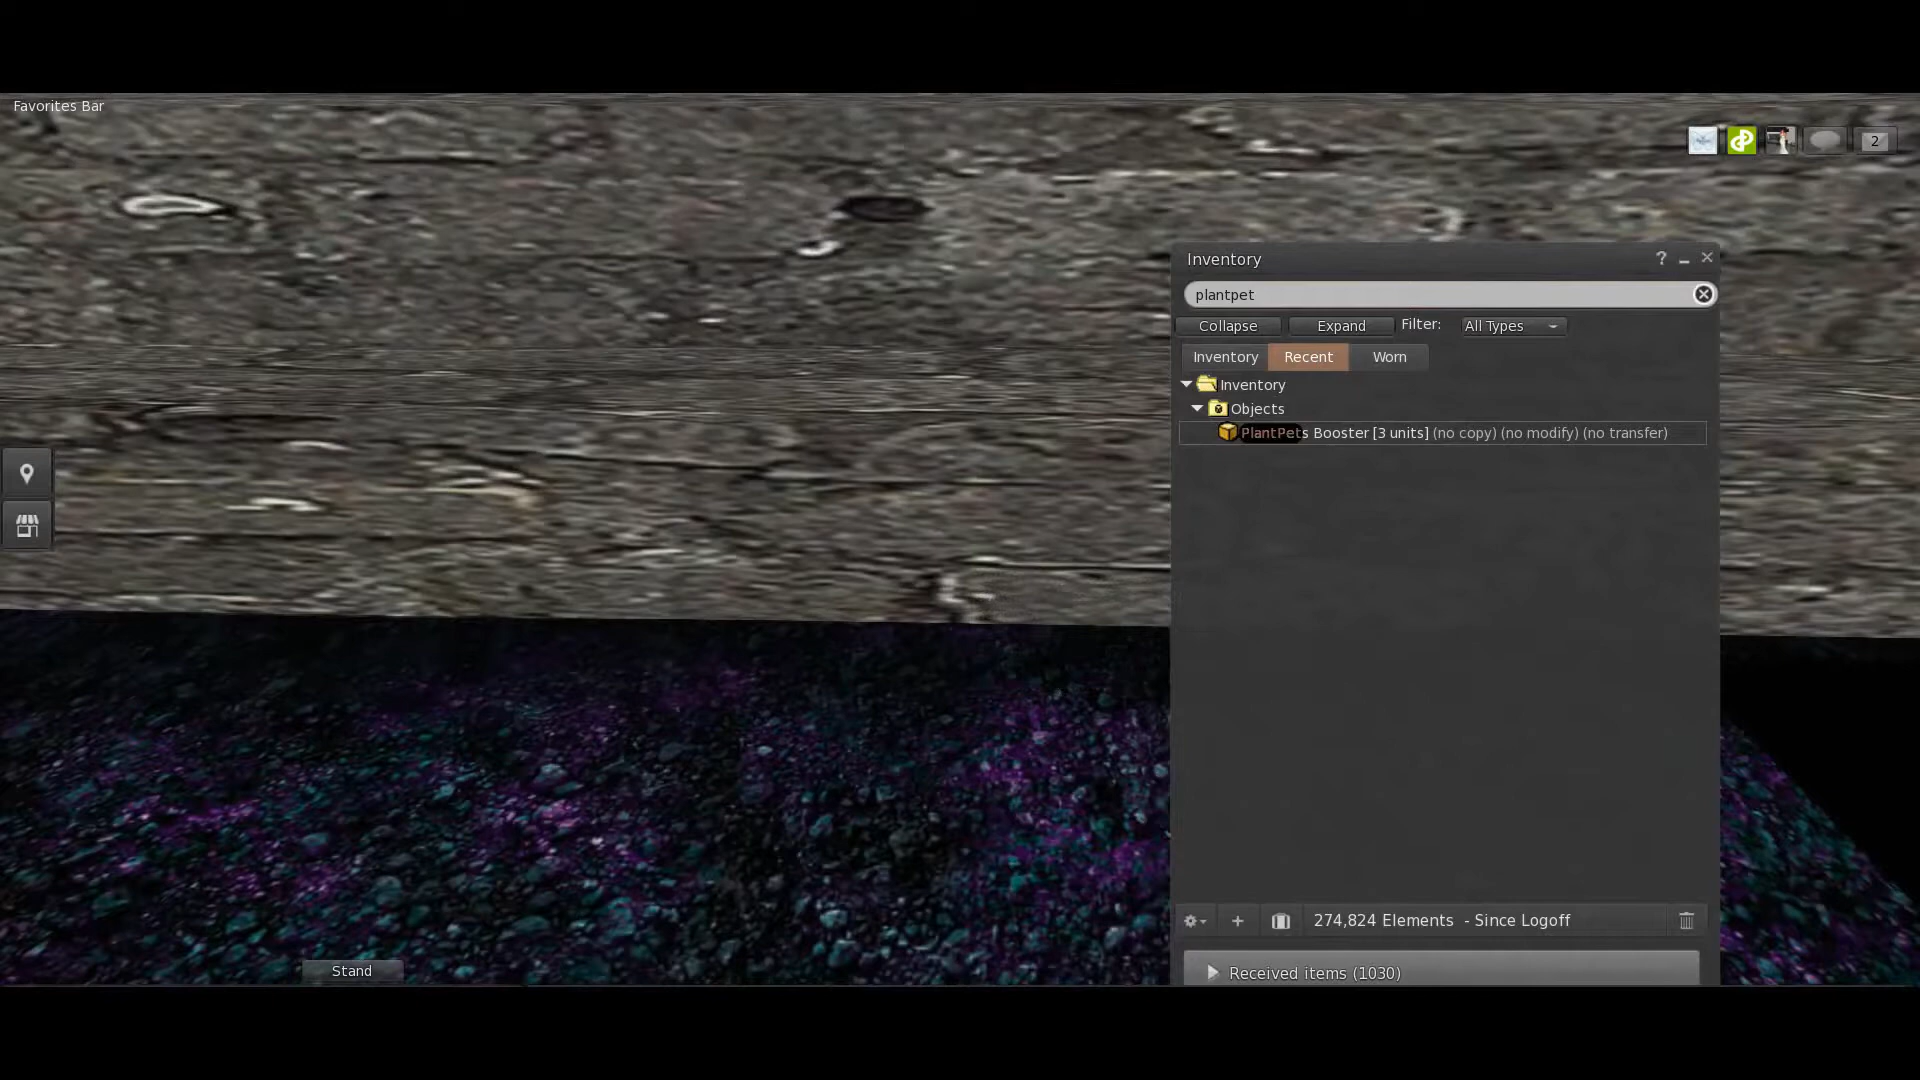 Favorites Bar
2
Inventory
?
plantpet
Collapse Expand Filter: All Types
Inventory Recent Worn
Inventory
Objects
PlantPets Booster [3 units] (no copy) (no modify) (no transfer)
274,824 Elements - Since Logoff
Stand
Received items (1030)